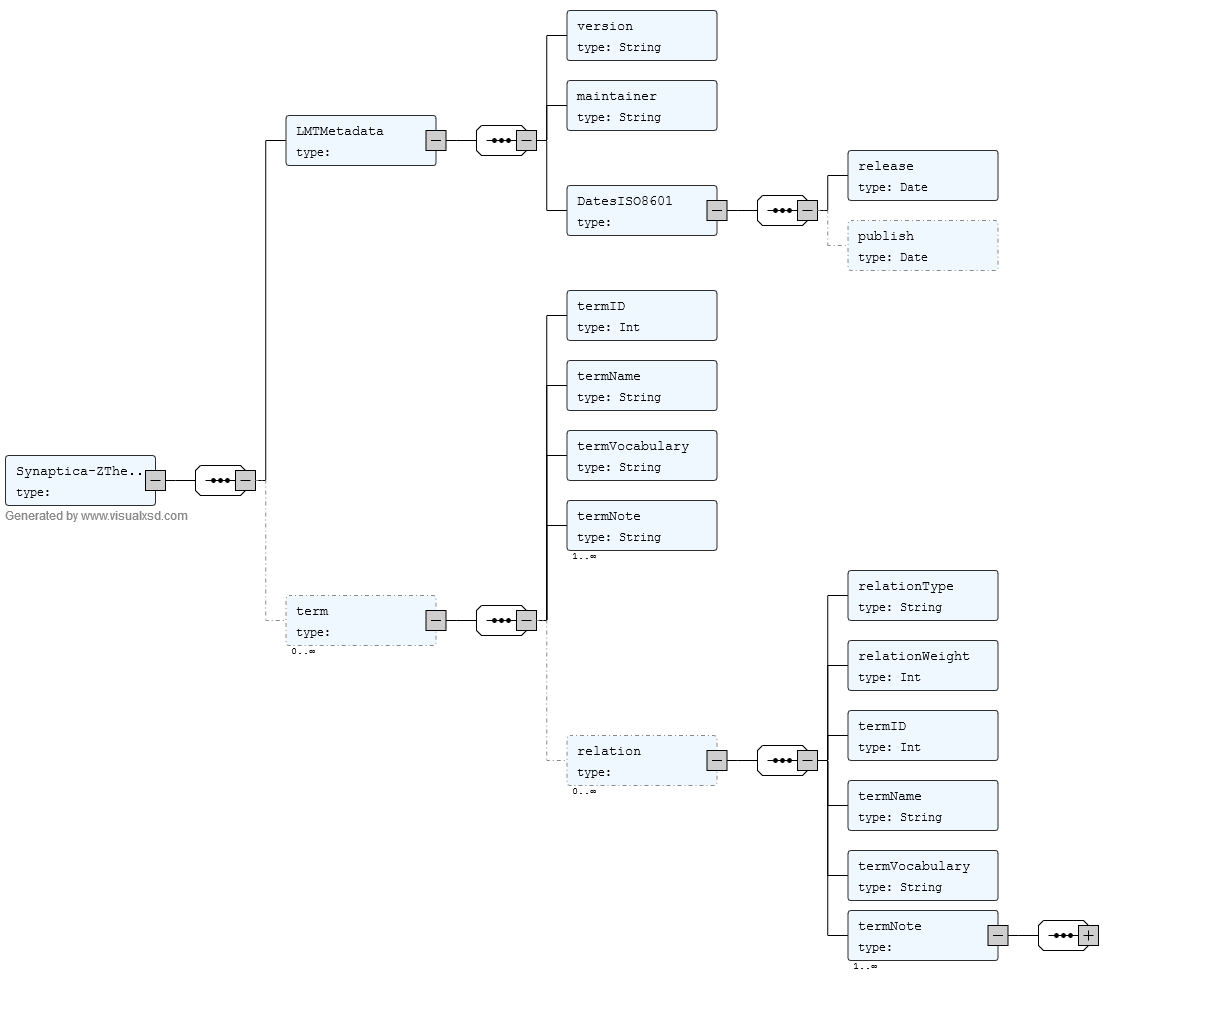 version
type: String
maintainer
type: String
LMTMetadata
type:
DatesISO8601
type:
release
type: Date
publish
type: Date
termID
type: Int
termName
type: String
termVocabulary
type: String
Synaptica-ZThe..
type:
Generated by www.visualxsd.com
termNote
type: String
1..∞
term
type:
0..∞
relation
type:
0..∞
relationType
type: String
relationWeight
type: Int
termID
type: Int
termName
type: String
termVocabulary
type: String
termNote
type:
1..∞